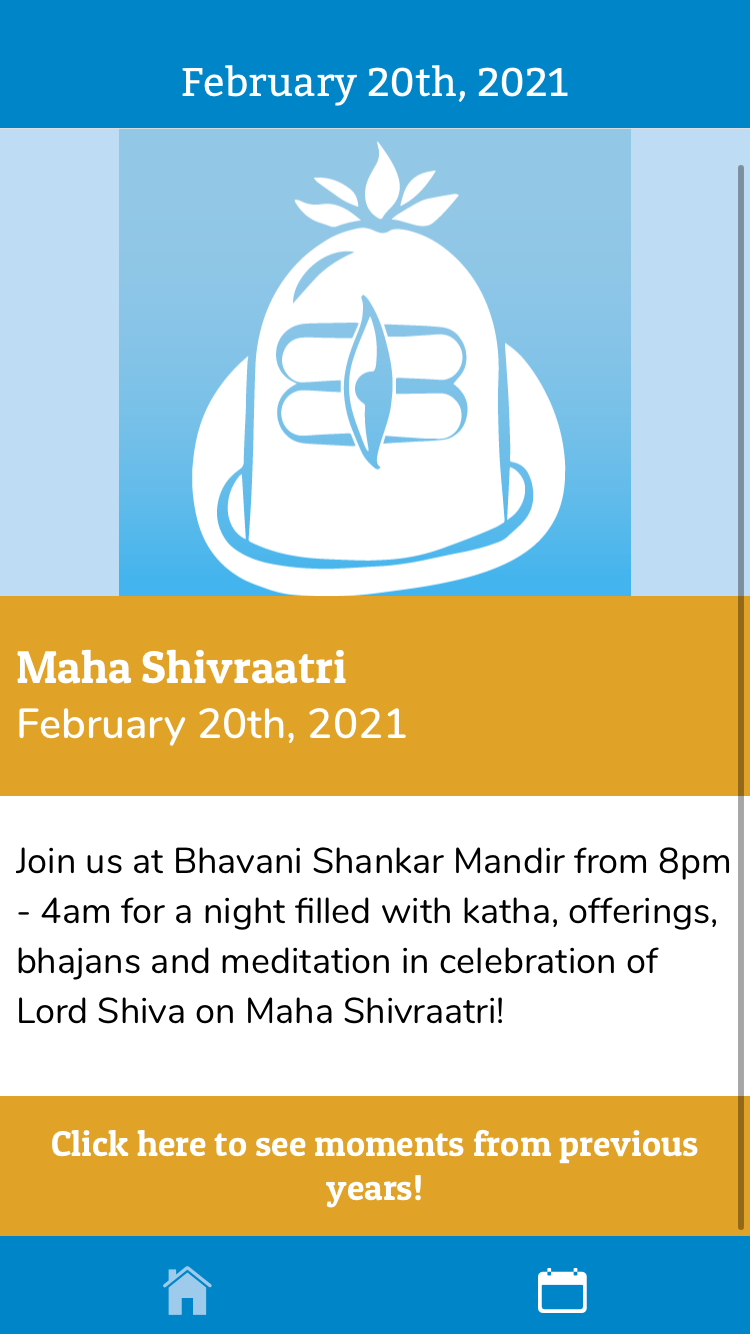 February 20th, 2021
Maha Shivraatri
February 20th, 2021
Join us at Bhavani Shankar Mandir from 8pm
- 4am for a night filled with katha, offerings,
bhajans and meditation in celebration of
Lord Shiva on Maha Shivraatri!
Click here to see moments from previous
years!